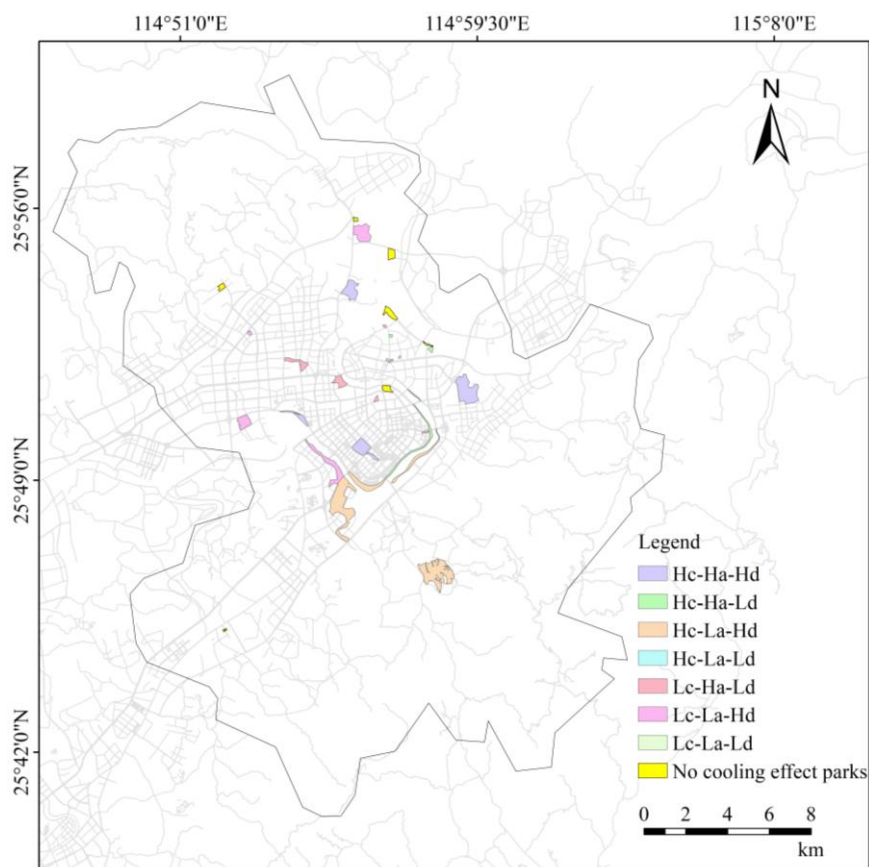 114°51'0"E 114°59'30"E 115°8'0"E
N
25°56'0"N
25°49'0"N
25°42'0"N
Legend
Hc-Ha-Hd
Hc-Ha-Ld
Hc-La-Hd
Hc-La-Ld
Lc-Ha-Ld
Lc-La-Hd
Lc-La-Ld
No cooling effect parks
0 2 4 6 8
km